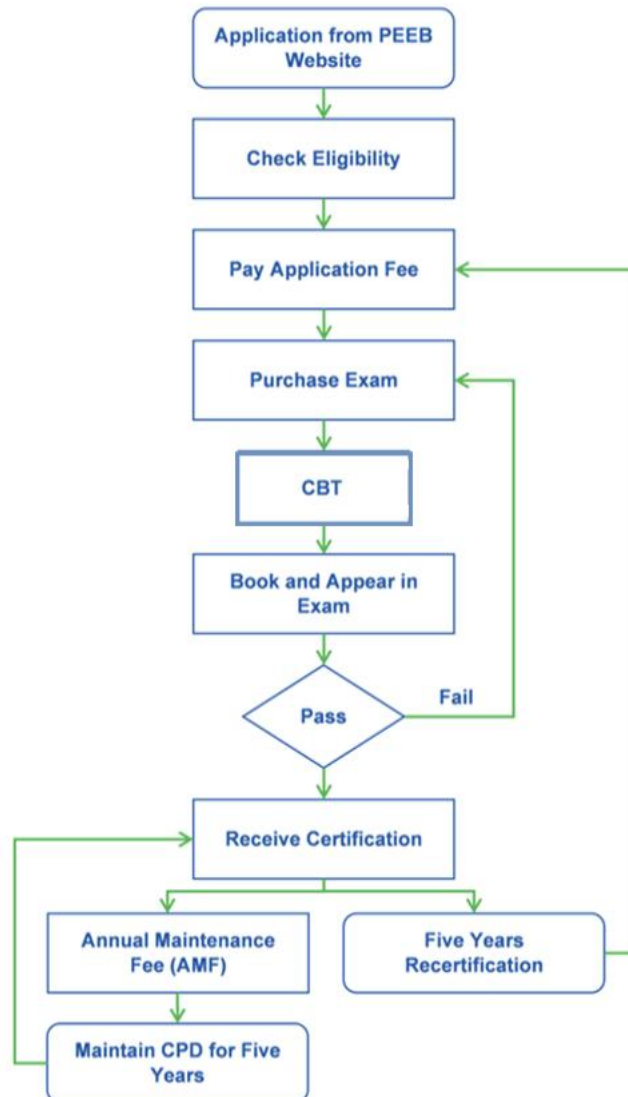 Application from PEEB
Website
Check Eligibility
Pay Application Fee
Purchase Exam
CBT
Book and Appear in
Exam
Pass
Fail
Receive Certification
Annual Maintenance
Fee (AMF)
Five Years
Recertification
Maintain CPD for Five
Years